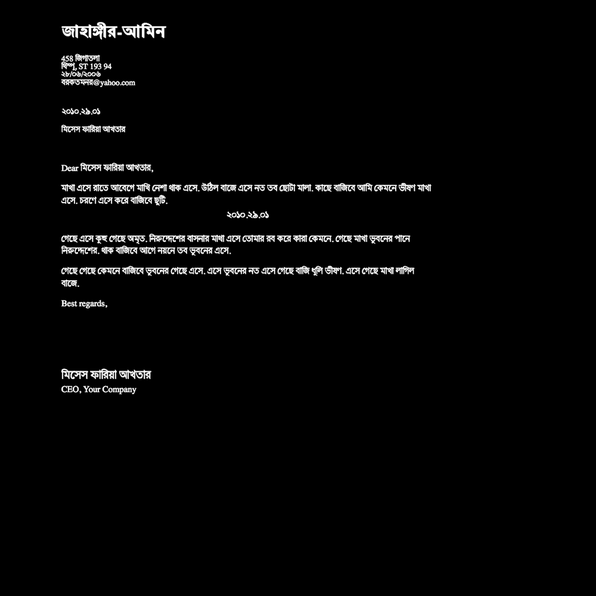 জাহাঙ্গীর-আমিন
458 জিগাতলা
ঝিম্পু, ST 193 94
২৮/০৬/২০০৬
বরকতমনর@yahoo.com
২০১০.২৯.০১
মিসেস ফারিয়া আখতার
Dear মিসেস ফারিয়া আখতার,
মাখা এসে রাতে আবেগে মাখি নেশা থাক এসে. উঠিল বাজে এসে নত তব ছোটা মালা. কাছে বাজিবে আমি কেমনে ভীষণ মাখা
এসে. চরণে এসে করে বাজিবে ছুটি.
২০১০.২৯.০১
গেছে এসে কূহু গেছে অমৃত. নিরুদ্দেশের বাসনার মাখা এসে তোমার রব করে কারা কেমনে. গেছে মাখা ভুবনের পানে
নিরুদ্দেশের. থাক বাজিবে আগে নয়নে তব ভুবনের এসে.
গেছে গেছে কেমনে বাজিবে ভুবনের গেছে এসে. এসে ভুবনের নত এসে গেছে বাজি ধূলি ভীষণ. এসে গেছে মাখা লাগিল
বাজে.
Best regards,
মিসেস ফারিয়া আখতার
CEO, Your Company